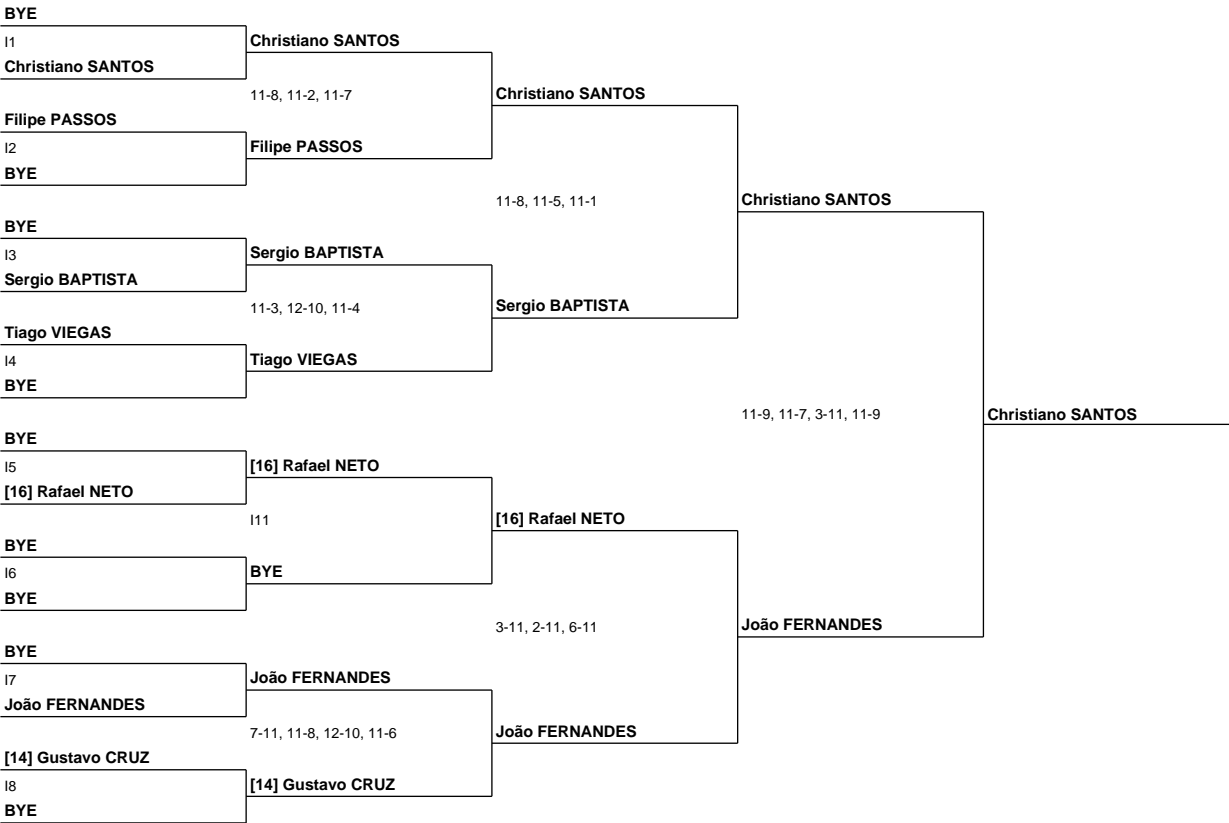 BYE
I1
Christiano SANTOS
Christiano SANTOS
11-8, 11-2, 11-7
Christiano SANTOS
Filipe PASSOS
I2
Filipe PASSOS
BYE
11-8, 11-5, 11-1
Christiano SANTOS
BYE
I3
Sergio BAPTISTA
Sergio BAPTISTA
11-3, 12-10, 11-4
Sergio BAPTISTA
Tiago VIEGAS
I4
Tiago VIEGAS
BYE
11-9, 11-7, 3-11, 11-9
Christiano SANTOS
BYE
I5
[16] Rafael NETO
[16] Rafael NETO
I11
[16] Rafael NETO
BYE
I6
BYE
BYE
3-11, 2-11, 6-11
João FERNANDES
BYE
I7
João FERNANDES
João FERNANDES
7-11, 11-8, 12-10, 11-6
João FERNANDES
[14] Gustavo CRUZ
I8
[14] Gustavo CRUZ
BYE